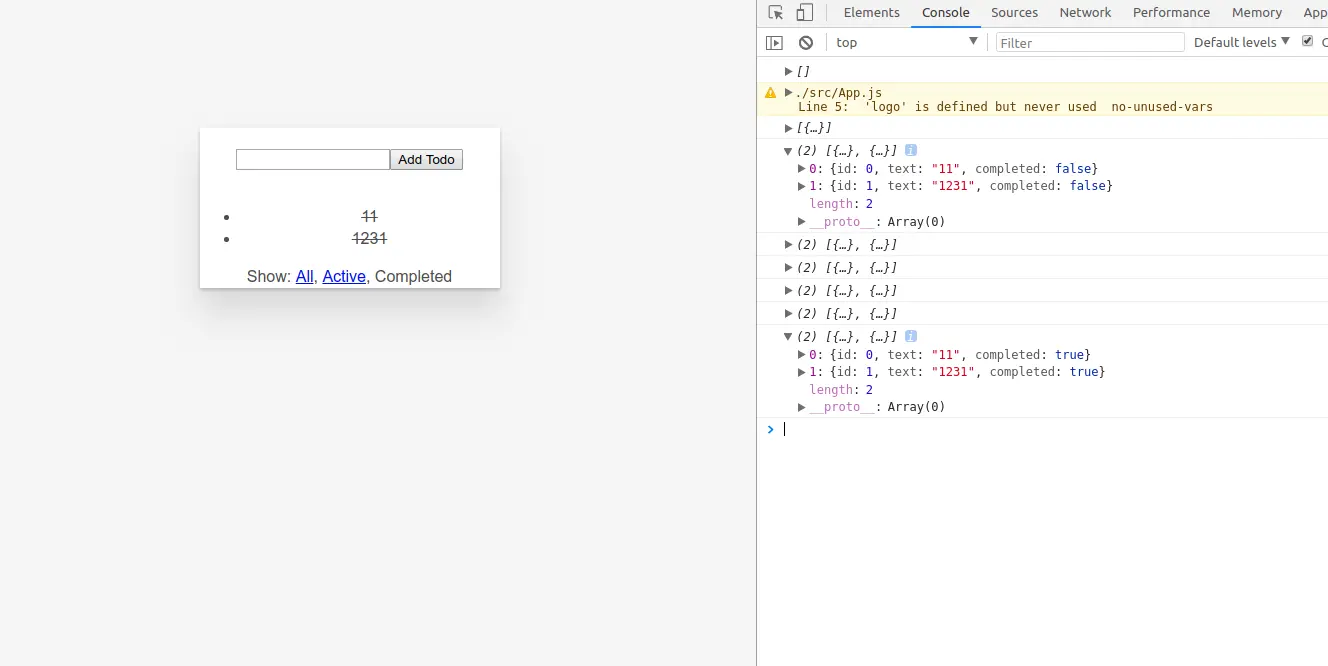 Elements Console Sources Network Performance Memory App
top Filter Default levels
[]
./src/App.js
Line 5: 'logo' is defined but never used no-unused-vars
[{…}]
(2) [{…}, {…}] i
0: {id: 0, text: "11", completed: false}
1: {id: 1, text: "1231", completed: false}
length: 2
__proto__: Array(0)
(2) [{…}, {…}]
(2) [{…}, {…}]
(2) [{…}, {…}]
(2) [{…}, {…}]
(2) [{…}, {…}] i
0: {id: 0, text: "11", completed: true}
1: {id: 1, text: "1231", completed: true}
length: 2
__proto__: Array(0)
Add Todo
11
1231
Show: All, Active, Completed